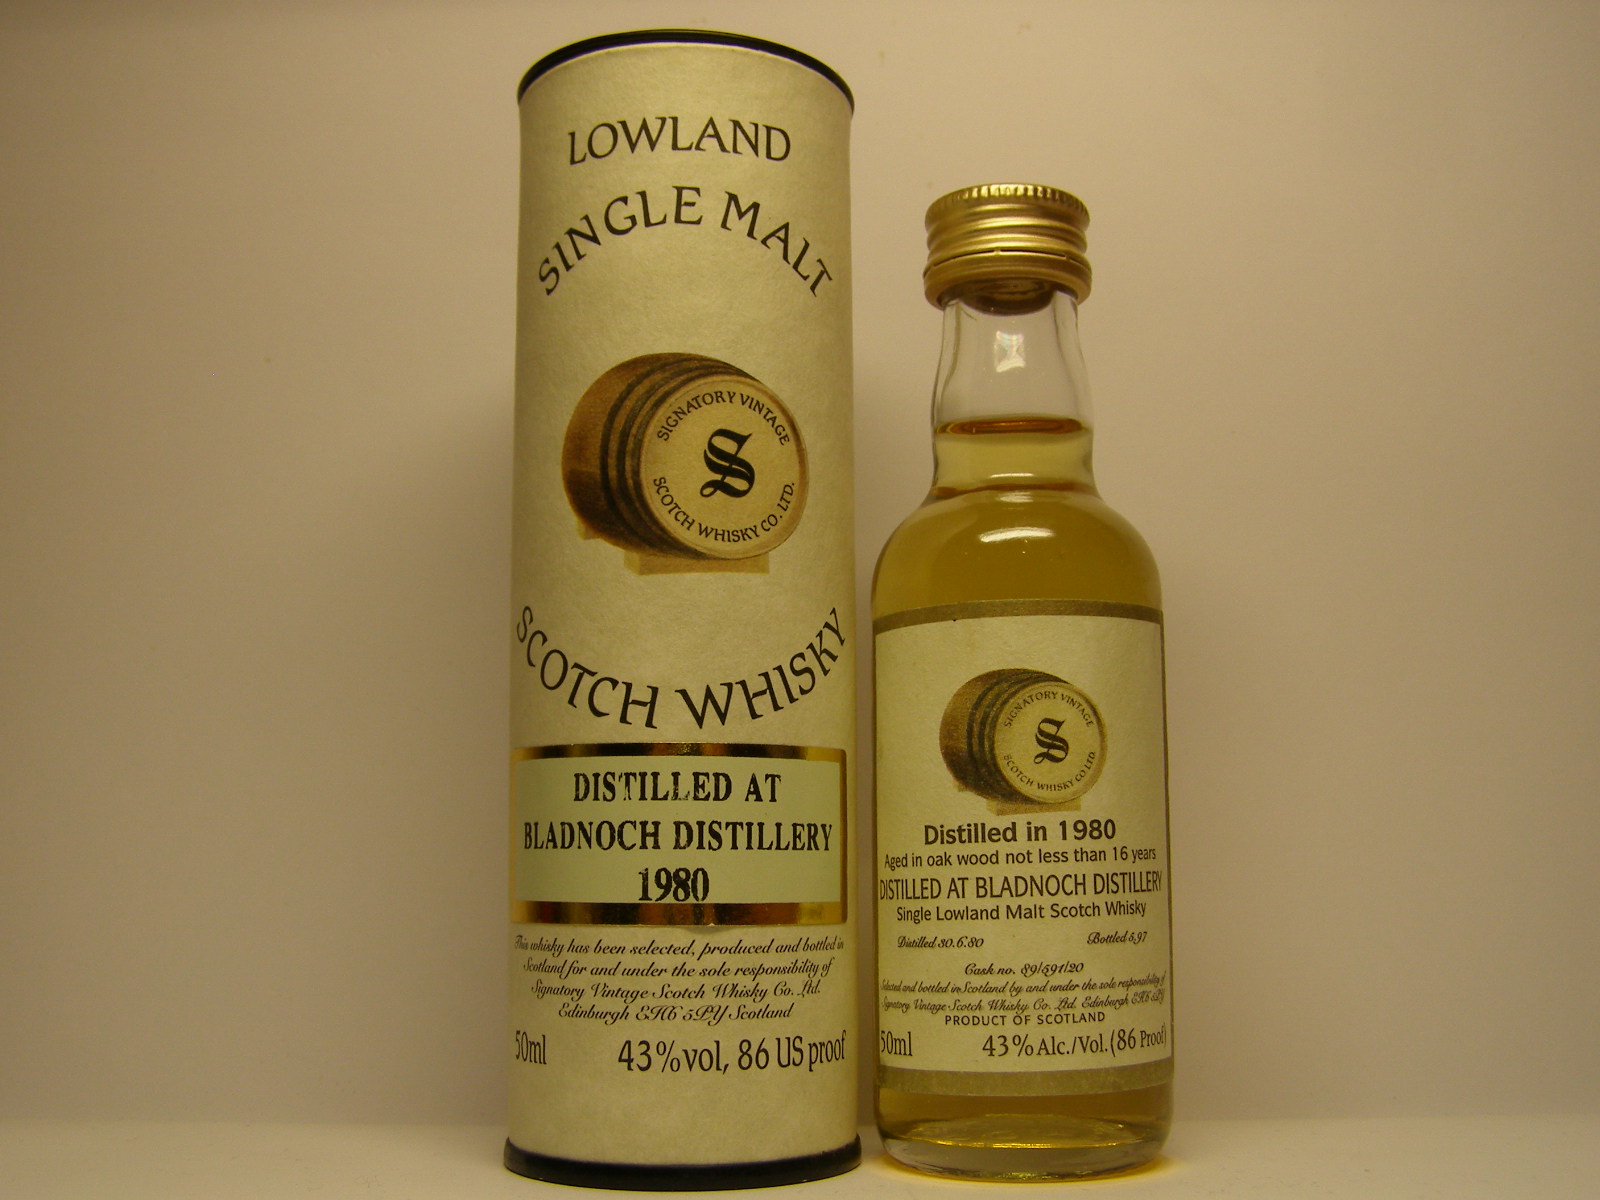 LOWLAND
SINGLE MALT
SIGNATORY VINTAGE
S
SCOTCH WHISKY CO. LTD.
SCOTCH WHISKY
DISTILLED AT
BLADNOCH DISTILLERY
1980
This whisky has been selected, produced and bottled in
Scotland for and under the sole responsibility of
Signatory Vintage Scotch Whisky Co. Ltd.
Edinburgh EH6 5PY Scotland
50ml 43%vol, 86 US proof
SIGNATORY VINTAGE
S
SCOTCH WHISKY CO. LTD.
Distilled in 1980
Aged in oak wood not less than 16 years
DISTILLED AT BLADNOCH DISTILLERY
Single Lowland Malt Scotch Whisky
Distilled 30.6.80 Bottled 5.97
Cask no. 89/591/20
Selected and bottled in Scotland by and under the sole responsibility of
Signatory Vintage Scotch Whisky Co. Ltd. Edinburgh EH6 5PY
PRODUCT OF SCOTLAND
50ml 43% Alc./Vol. (86 Proof)